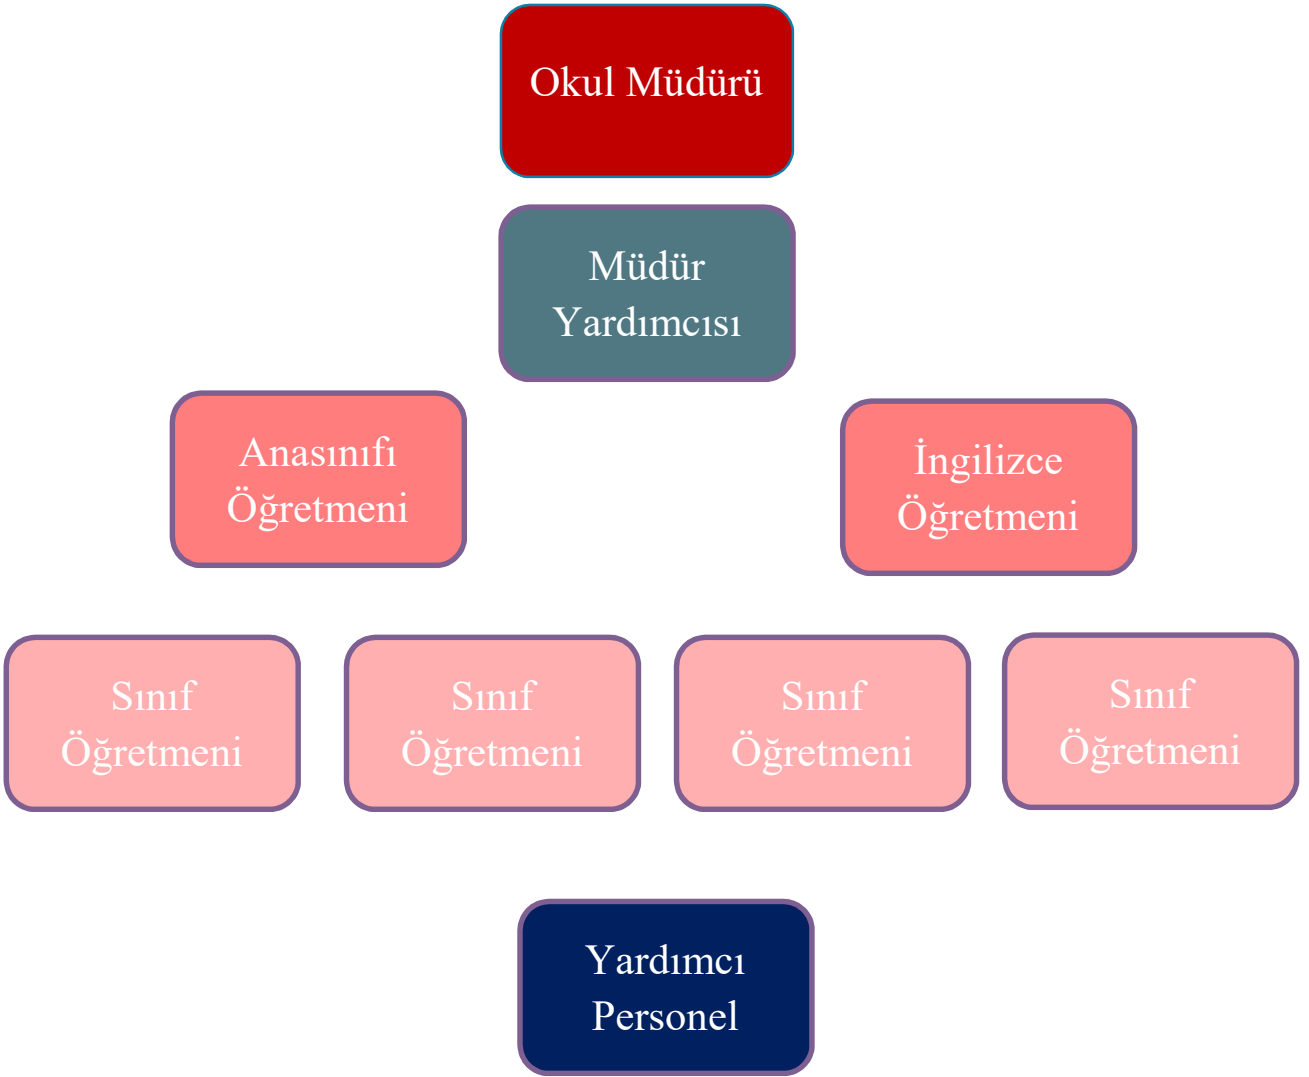 Okul Müdürü
Müdür
Yardımcısı
Anasınıfı
Öğretmeni
İngilizce
Öğretmeni
Sınıf
Öğretmeni
Sınıf
Öğretmeni
Sınıf
Öğretmeni
Sınıf
Öğretmeni
Yardımcı
Personel